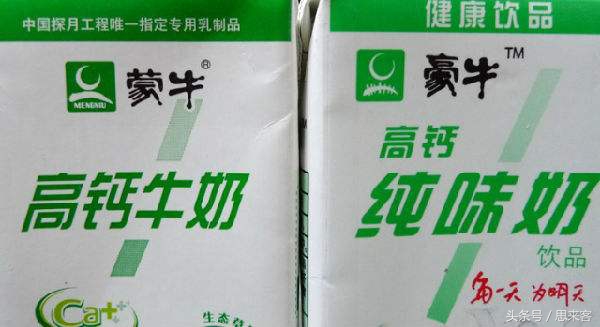 中国探月工程唯一指定专用乳制品
MENGNIU
蒙牛®
高钙牛奶
Ca++
健康饮品
豪牛™
高钙
纯味奶
饮品
每一天 为明天
头条号 / 思来客